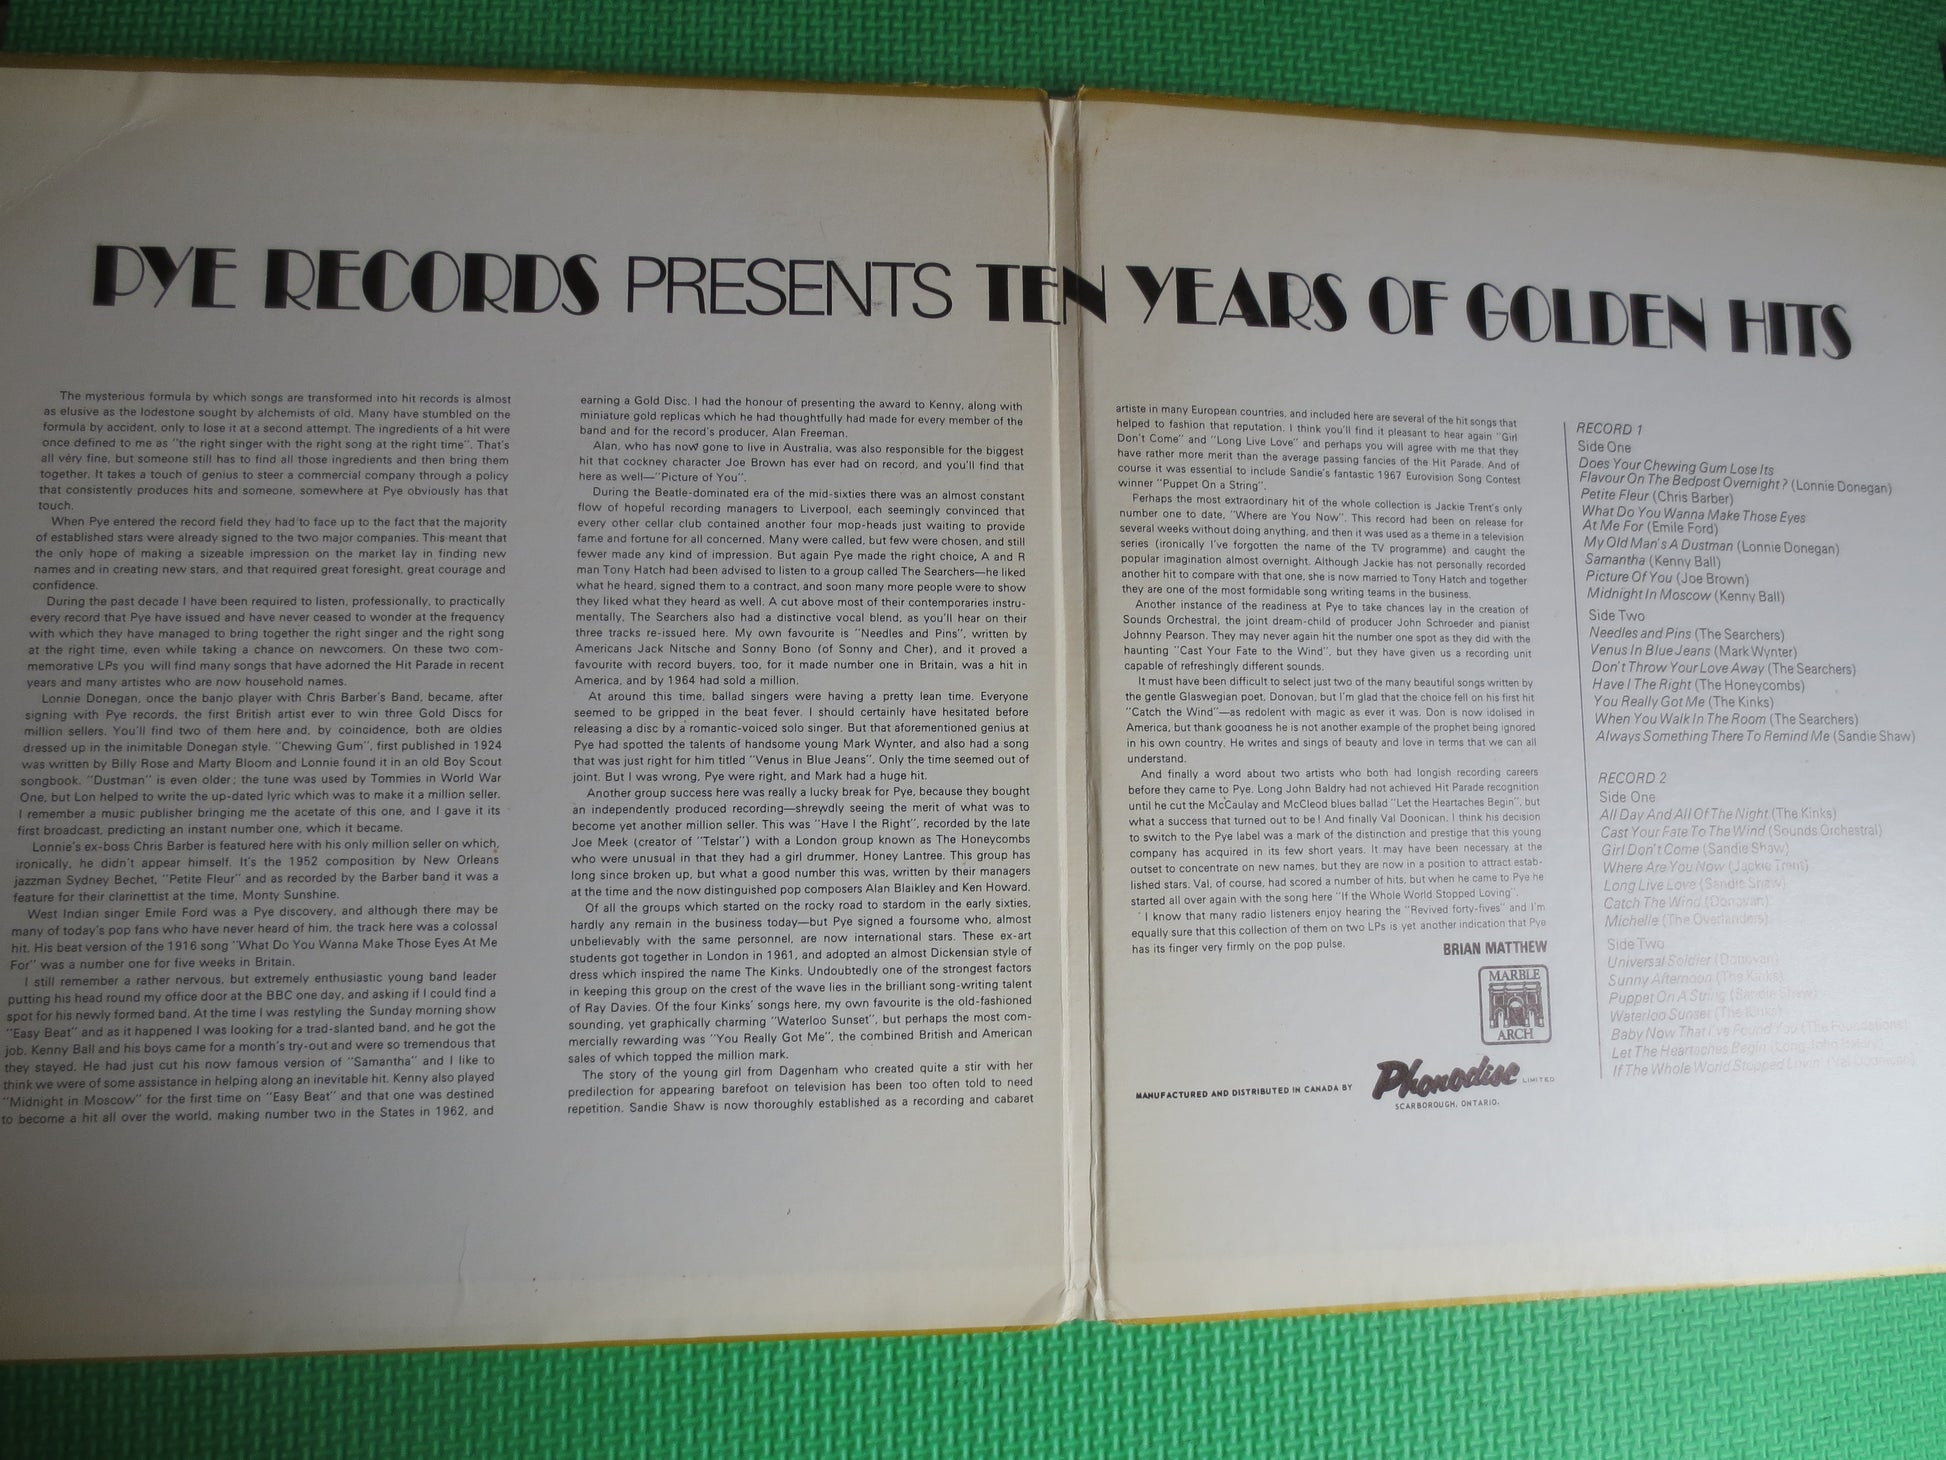 PYE RECORDS PRESENTS TEN YEARS OF GOLDEN HITS
The mysterious formula by which songs are transformed into hit records is almost
as elusive as the lodestone sought by alchemists of old. Many have stumbled on the
formula by accident, only to lose it at a second attempt. The ingredients of a hit were
once defined to me as "the right singer with the right song at the right time". That's
all very fine, but someone still has to find all those ingredients and then bring them
together. It takes a touch of genius to steer a commercial company through a policy
that consistently produces hits and someone, somewhere at Pye obviously has that
touch.
When Pye entered the record field they had to face up to the fact that the majority
of established stars were already signed to the two major companies. This meant that
the only hope of making a sizeable impression on the market lay in finding new
names and in creating new stars, and that required great foresight, great courage and
confidence.
During the past decade I have been required to listen, professionally, to practically
every record that Pye have issued and have never ceased to wonder at the frequency
with which they have managed to bring together the right singer and the right song
at the right time, even while taking a chance on newcomers. On these two com-
memorative LPs you will find many songs that have adorned the Hit Parade in recent
years and many artistes who are now household names.
Lonnie Donegan, once the banjo player with Chris Barber's Band, became, after
signing with Pye records, the first British artist ever to win three Gold Discs for
million sellers. You'll find two of them here and, by coincidence, both are oldies
dressed up in the inimitable Donegan style. "Chewing Gum", first published in 1924
was written by Billy Rose and Marty Bloom and Lonnie found it in an old Boy Scout
songbook. "Dustman" is even older; the tune was used by Tommies in World War
One, but Lon helped to write the up-dated lyric which was to make it a million seller.
I remember a music publisher bringing me the acetate of this one, and I gave it its
first broadcast, predicting an instant number one, which it became.
Lonnie's ex-boss Chris Barber is featured here with his only million seller on which,
ironically, he didn't appear himself. It's the 1952 composition by New Orleans
jazzman Sydney Bechet, "Petite Fleur" and as recorded by the Barber band it was a
feature for their clarinettist at the time, Monty Sunshine.
West Indian singer Emile Ford was a Pye discovery, and although there may be
many of today's pop fans who have never heard of him, the track here was a colossal
hit. His beat version of the 1916 song "What Do You Wanna Make Those Eyes At Me
For" was a number one for five weeks in Britain.
I still remember a rather nervous, but extremely enthusiastic young band leader
putting his head round my office door at the BBC one day, and asking if I could find a
spot for his newly formed band. At the time I was restyling the Sunday morning show
"Easy Beat" and as it happened I was looking for a trad-slanted band, and he got the
job. Kenny Ball and his boys came for a month's try-out and were so tremendous that
they stayed. He had just cut his now famous version of "Samantha" and I like to
think we were of some assistance in helping along an inevitable hit. Kenny also played
"Midnight in Moscow" for the first time on "Easy Beat" and that one was destined
to become a hit all over the world, making number two in the States in 1962, and
earning a Gold Disc. I had the honour of presenting the award to Kenny, along with
miniature gold replicas which he had thoughtfully had made for every member of the
band and for the record's producer, Alan Freeman.
Alan, who has now gone to live in Australia, was also responsible for the biggest
hit that cockney character Joe Brown has ever had on record, and you'll find that
here as well—"Picture of You".
During the Beatle-dominated era of the mid-sixties there was an almost constant
flow of hopeful recording managers to Liverpool, each seemingly convinced that
every other cellar club contained another four mop-heads just waiting to provide
fame and fortune for all concerned. Many were called, but few were chosen, and still
fewer made any kind of impression. But again Pye made the right choice, A and R
man Tony Hatch had been advised to listen to a group called The Searchers—he liked
what he heard, signed them to a contract, and soon many more people were to show
they liked what they heard as well. A cut above most of their contemporaries instru-
mentally, The Searchers also had a distinctive vocal blend, as you'll hear on their
three tracks re-issued here. My own favourite is "Needles and Pins", written by
Americans Jack Nitsche and Sonny Bono (of Sonny and Cher), and it proved a
favourite with record buyers, too, for it made number one in Britain, was a hit in
America, and by 1964 had sold a million.
At around this time, ballad singers were having a pretty lean time. Everyone
seemed to be gripped in the beat fever. I should certainly have hesitated before
releasing a disc by a romantic-voiced solo singer. But that aforementioned genius at
Pye had spotted the talents of handsome young Mark Wynter, and also had a song
that was just right for him titled "Venus in Blue Jeans". Only the time seemed out of
joint. But I was wrong, Pye were right, and Mark had a huge hit.
Another group success here was really a lucky break for Pye, because they bought
an independently produced recording—shrewdly seeing the merit of what was to
become yet another million seller. This was "Have I the Right", recorded by the late
Joe Meek (creator of "Telstar") with a London group known as The Honeycombs
who were unusual in that they had a girl drummer, Honey Lantree. This group has
long since broken up, but what a good number this was, written by their managers
at the time and the now distinguished pop composers Alan Blaikley and Ken Howard.
Of all the groups which started on the rocky road to stardom in the early sixties,
hardly any remain in the business today—but Pye signed a foursome who, almost
unbelievably with the same personnel, are now international stars. These ex-art
students got together in London in 1961, and adopted an almost Dickensian style of
dress which inspired the name The Kinks. Undoubtedly one of the strongest factors
in keeping this group on the crest of the wave lies in the brilliant song-writing talent
of Ray Davies. Of the four Kinks' songs here, my own favourite is the old-fashioned
sounding, yet graphically charming "Waterloo Sunset", but perhaps the most com-
mercially rewarding was "You Really Got Me", the combined British and American
sales of which topped the million mark.
The story of the young girl from Dagenham who created quite a stir with her
predilection for appearing barefoot on television has been too often told to need
repetition. Sandie Shaw is now thoroughly established as a recording and cabaret
artiste in many European countries, and included here are several of the hit songs that
helped to fashion that reputation. I think you'll find it pleasant to hear again "Girl
Don't Come" and "Long Live Love" and perhaps you will agree with me that they
have rather more merit than the average passing fancies of the Hit Parade. And of
course it was essential to include Sandie's fantastic 1967 Eurovision Song Contest
winner "Puppet On a String".
Perhaps the most extraordinary hit of the whole collection is Jackie Trent's only
number one to date, "Where are You Now". This record had been on release for
several weeks without doing anything, and then it was used as a theme in a television
series (ironically I've forgotten the name of the TV programme) and caught the
popular imagination almost overnight. Although Jackie has not personally recorded
another hit to compare with that one, she is now married to Tony Hatch and together
they are one of the most formidable song writing teams in the business.
Another instance of the readiness at Pye to take chances lay in the creation of
Sounds Orchestral, the joint dream-child of producer John Schroeder and pianist
Johnny Pearson. They may never again hit the number one spot as they did with the
haunting "Cast Your Fate to the Wind", but they have given us a recording unit
capable of refreshingly different sounds.
It must have been difficult to select just two of the many beautiful songs written by
the gentle Glaswegian poet, Donovan, but I'm glad that the choice fell on his first hit
"Catch the Wind"—as redolent with magic as ever it was. Don is now idolised in
America, but thank goodness he is not another example of the prophet being ignored
in his own country. He writes and sings of beauty and love in terms that we can all
understand.
And finally a word about two artists who both had longish recording careers
before they came to Pye. Long John Baldry had not achieved Hit Parade recognition
until he cut the McCaulay and McCleod blues ballad "Let the Heartaches Begin", but
what a success that turned out to be! And finally Val Doonican. I think his decision
to switch to the Pye label was a mark of the distinction and prestige that this young
company has acquired in its few short years. It may have been necessary at the
outset to concentrate on new names, but they are now in a position to attract estab-
lished stars. Val, of course, had scored a number of hits, but when he came to Pye he
started all over again with the song here "If the Whole World Stopped Loving".
I know that many radio listeners enjoy hearing the "Revived forty-fives" and I'm
equally sure that this collection of them on two LPs is yet another indication that Pye
has its finger very firmly on the pop pulse.
BRIAN MATTHEW
MARBLE
ARCH
MANUFACTURED AND DISTRIBUTED IN CANADA BY
Phonodisc LIMITED
SCARBOROUGH, ONTARIO.
RECORD 1
Side One
Does Your Chewing Gum Lose Its
Flavour On The Bedpost Overnight? (Lonnie Donegan)
Petite Fleur (Chris Barber)
What Do You Wanna Make Those Eyes
At Me For (Emile Ford)
My Old Man's A Dustman (Lonnie Donegan)
Samantha (Kenny Ball)
Picture Of You (Joe Brown)
Midnight In Moscow (Kenny Ball)
Side Two
Needles and Pins (The Searchers)
Venus In Blue Jeans (Mark Wynter)
Don't Throw Your Love Away (The Searchers)
Have I The Right (The Honeycombs)
You Really Got Me (The Kinks)
When You Walk In The Room (The Searchers)
Always Something There To Remind Me (Sandie Shaw)
RECORD 2
Side One
All Day And All Of The Night (The Kinks)
Cast Your Fate To The Wind (Sounds Orchestral)
Girl Don't Come (Sandie Shaw)
Where Are You Now (Jackie Trent)
Long Live Love (Sandie Shaw)
Catch The Wind (Donovan)
Michelle (The Overlanders)
Side Two
Universal Soldier (Donovan)
Sunny Afternoon (The Kinks)
Puppet On A String (Sandie Shaw)
Waterloo Sunset (The Kinks)
Baby Now That I've Found You (The Foundations)
Let The Heartaches Begin (Long John Baldry)
If The Whole World Stopped Lovin' (Val Doonican)